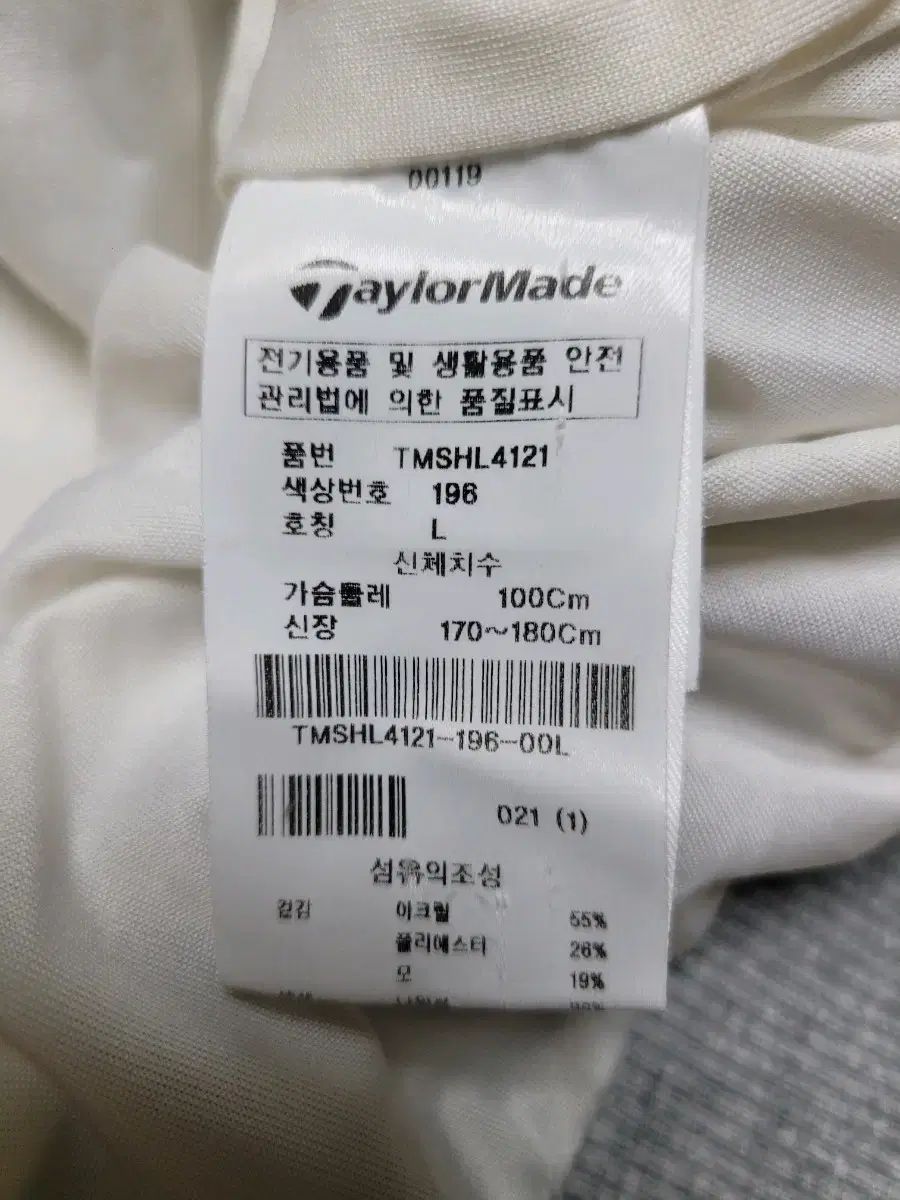 00119
TaylorMade
전기용품 및 생활용품 안전
관리법에 의한 품질표시
품번 TMSHL4121
색상번호 196
호칭 L
신체치수
가슴둘레 100Cm
신장 170~180Cm
TMSHL4121-196-00L
021 (1)
섬유의조성
겉감 아크릴 55%
폴리에스터 26%
모 19%